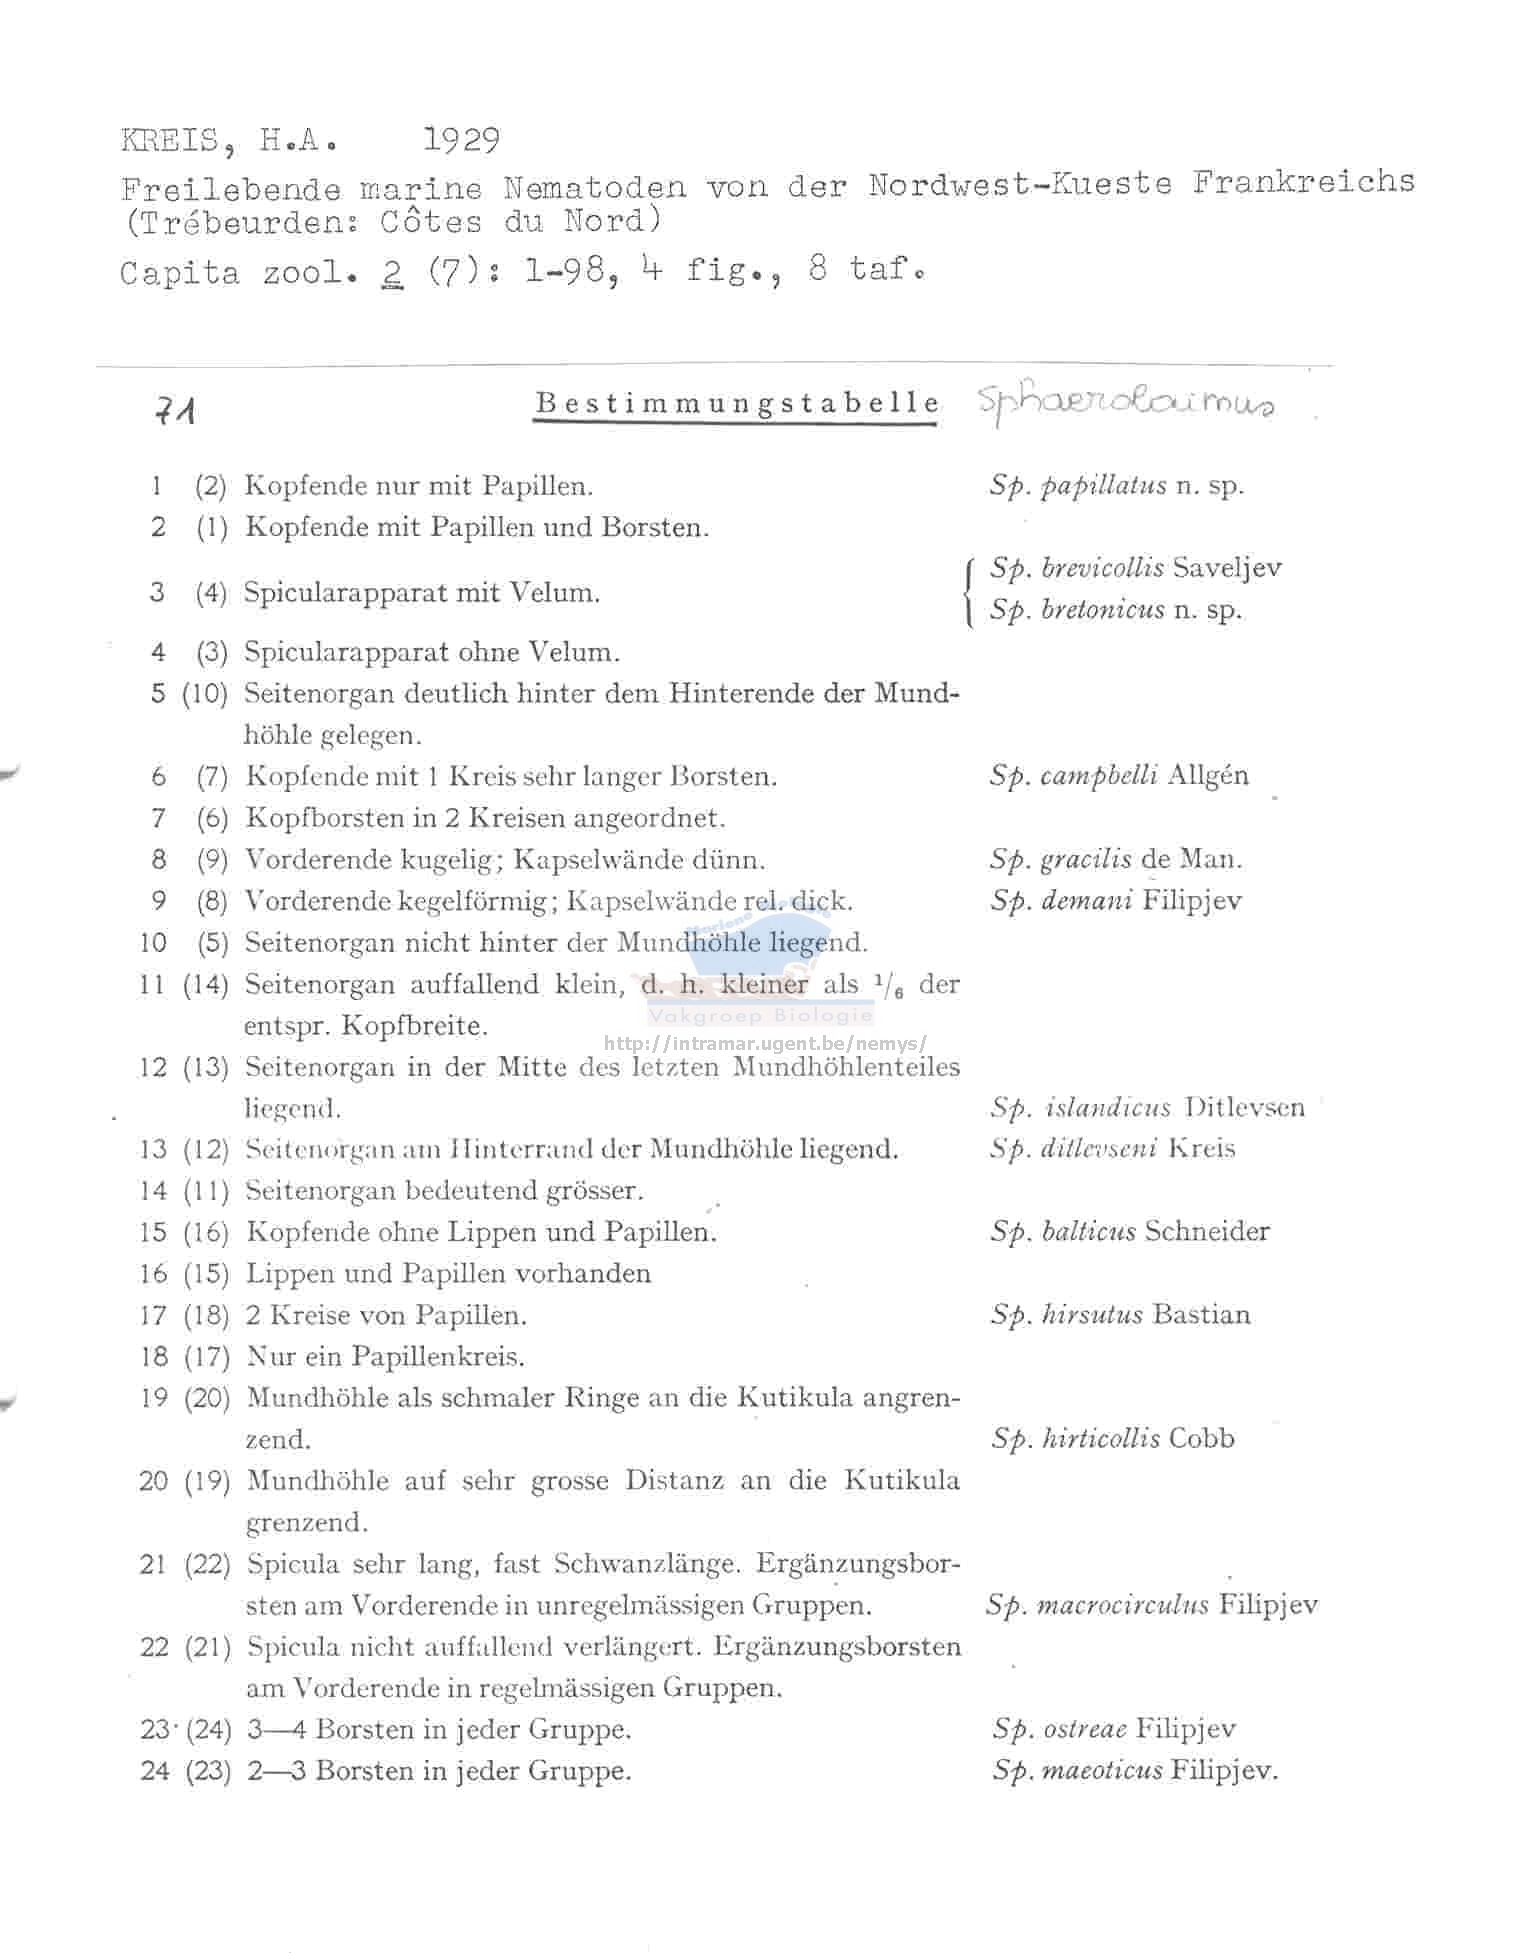 KREIS, H.A. 1929
Freilebende marine Nematoden von der Nordwest-Kueste Frankreichs
(Trébeurden: Côtes du Nord)
Capita zool. 2 (7): 1-98, 4 fig., 8 taf.
71 Bestimmungstabelle Sphaerolaimus
1 (2) Kopfende nur mit Papillen. Sp. papillatus n. sp.
2 (1) Kopfende mit Papillen und Borsten.
3 (4) Spicularapparat mit Velum. { Sp. brevicollis Saveljev
Sp. bretonicus n. sp.
4 (3) Spicularapparat ohne Velum.
5 (10) Seitenorgan deutlich hinter dem Hinterende der Mund-
höhle gelegen.
6 (7) Kopfende mit 1 Kreis sehr langer Borsten. Sp. campbelli Allgén
7 (6) Kopfborsten in 2 Kreisen angeordnet.
8 (9) Vorderende kugelig; Kapselwände dünn. Sp. gracilis de Man.
9 (8) Vorderende kegelförmig; Kapselwände rel. dick. Sp. demani Filipjev
10 (5) Seitenorgan nicht hinter der Mundhöhle liegend.
11 (14) Seitenorgan auffallend klein, d. h. kleiner als 1/6 der
entspr. Kopfbreite.
Vakgroep Biologie
http://intramar.ugent.be/nemys/
12 (13) Seitenorgan in der Mitte des letzten Mundhöhlenteiles
liegend. Sp. islandicus Ditlevsen
13 (12) Seitenorgan am Hinterrand der Mundhöhle liegend. Sp. ditlevseni Kreis
14 (11) Seitenorgan bedeutend grösser.
15 (16) Kopfende ohne Lippen und Papillen. Sp. balticus Schneider
16 (15) Lippen und Papillen vorhanden
17 (18) 2 Kreise von Papillen. Sp. hirsutus Bastian
18 (17) Nur ein Papillenkreis.
19 (20) Mundhöhle als schmaler Ringe an die Kutikula angren-
zend. Sp. hirticollis Cobb
20 (19) Mundhöhle auf sehr grosse Distanz an die Kutikula
grenzend.
21 (22) Spicula sehr lang, fast Schwanzlänge. Ergänzungsbor-
sten am Vorderende in unregelmässigen Gruppen. Sp. macrocirculus Filipjev
22 (21) Spicula nicht auffallend verlängert. Ergänzungsborsten
am Vorderende in regelmässigen Gruppen.
23 (24) 3—4 Borsten in jeder Gruppe. Sp. ostreae Filipjev
24 (23) 2—3 Borsten in jeder Gruppe. Sp. maeoticus Filipjev.